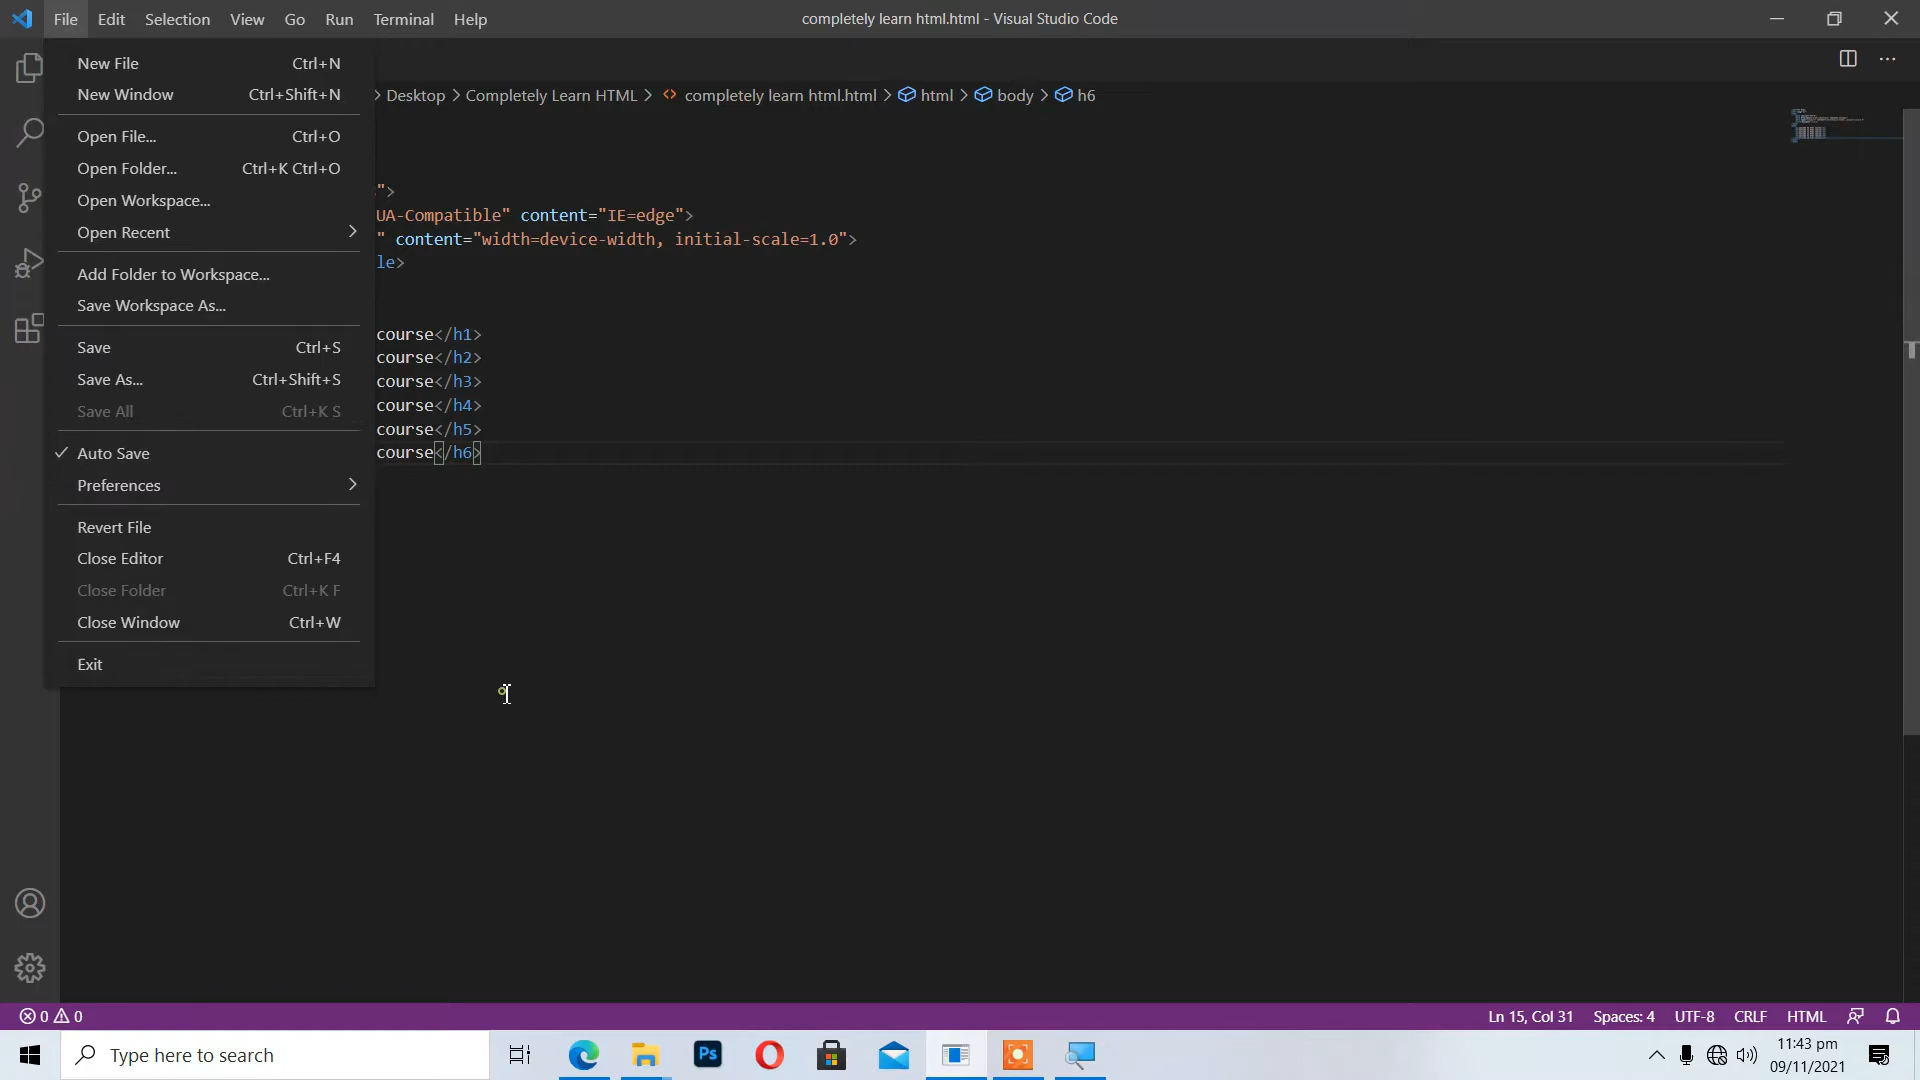 File Edit Selection View Go Run Terminal Help
completely learn html.html - Visual Studio Code
New File Ctrl+N
New Window Ctrl+Shift+N
Open File... Ctrl+O
Open Folder... Ctrl+K Ctrl+O
Open Workspace...
Open Recent
Add Folder to Workspace...
Save Workspace As...
Save Ctrl+S
Save As... Ctrl+Shift+S
Save All Ctrl+K S
Auto Save
Preferences
Revert File
Close Editor Ctrl+F4
Close Folder Ctrl+K F
Close Window Ctrl+W
Exit
> Desktop > Completely Learn HTML > <> completely learn html.html > html > body > h6
">
UA-Compatible" content="IE=edge">
" content="width=device-width, initial-scale=1.0">
le>
course</h1>
course</h2>
course</h3>
course</h4>
course</h5>
course</h6>
0 0
Ln 15, Col 31 Spaces: 4 UTF-8 CRLF HTML
Type here to search
Ps
11:43 pm
09/11/2021